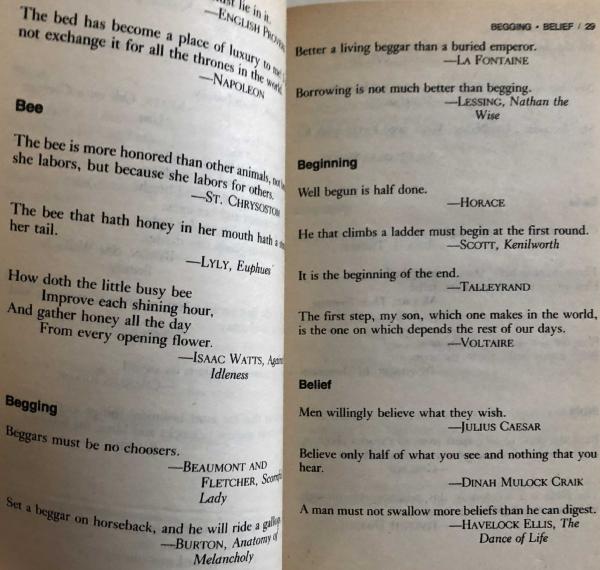 must lie in it.
—ENGLISH PROVE
The bed has become a place of luxury to me! I
not exchange it for all the thrones in the world.
—NAPOLEON
Bee
The bee is more honored than other animals, not
she labors, but because she labors for others.
—ST. CHRYSOSTOM
The bee that hath honey in her mouth hath a
her tail.
—LYLY, Euphues
How doth the little busy bee
Improve each shining hour,
And gather honey all the day
From every opening flower.
—ISAAC WATTS, Against
Idleness
Begging
Beggars must be no choosers.
—BEAUMONT AND
FLETCHER, Scornful
Lady
Set a beggar on horseback, and he will ride a gallop.
—BURTON, Anatomy of
Melancholy
BEGGING • BELIEF / 29
Better a living beggar than a buried emperor.
—LA FONTAINE
Borrowing is not much better than begging.
—LESSING, Nathan the
Wise
Beginning
Well begun is half done.
—HORACE
He that climbs a ladder must begin at the first round.
—SCOTT, Kenilworth
It is the beginning of the end.
—TALLEYRAND
The first step, my son, which one makes in the world,
is the one on which depends the rest of our days.
—VOLTAIRE
Belief
Men willingly believe what they wish.
—JULIUS CAESAR
Believe only half of what you see and nothing that you
hear.
—DINAH MULOCK CRAIK
A man must not swallow more beliefs than he can digest.
—HAVELOCK ELLIS, The
Dance of Life